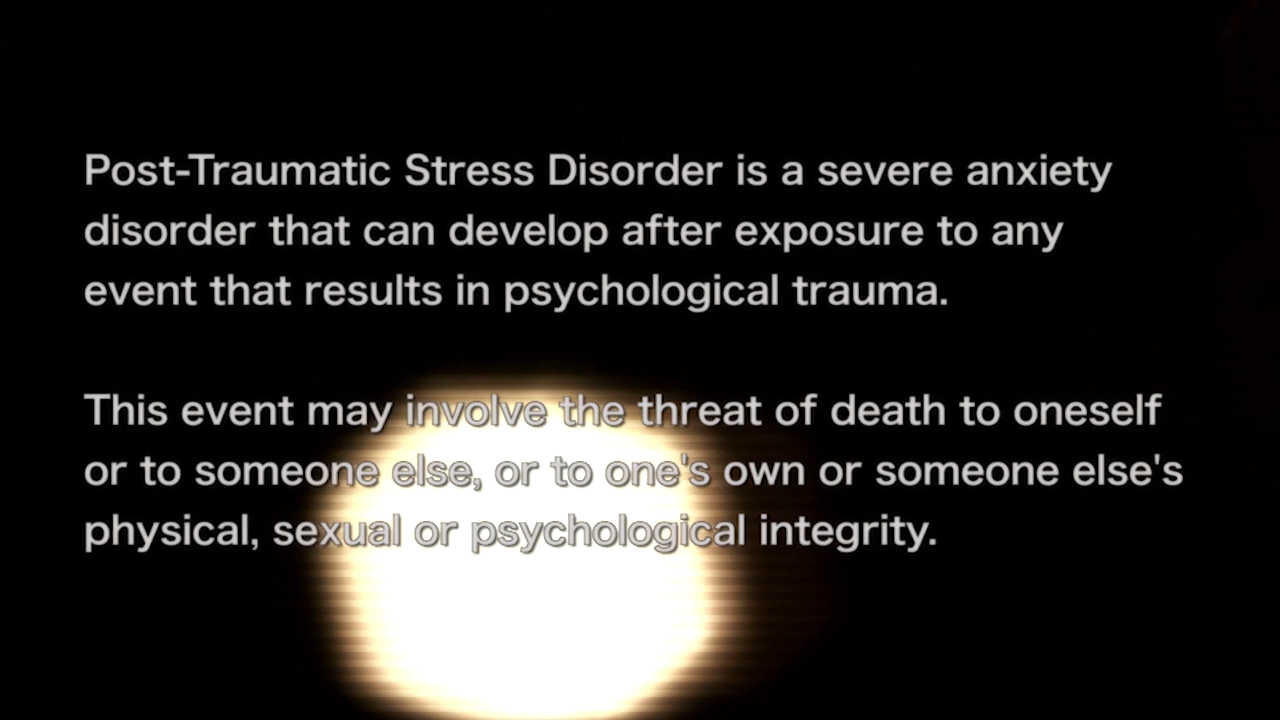 Post-Traumatic Stress Disorder is a severe anxiety
disorder that can develop after exposure to any
event that results in psychological trauma.
This event may involve the threat of death to oneself
or to someone else, or to one's own or someone else's
physical, sexual or psychological integrity.